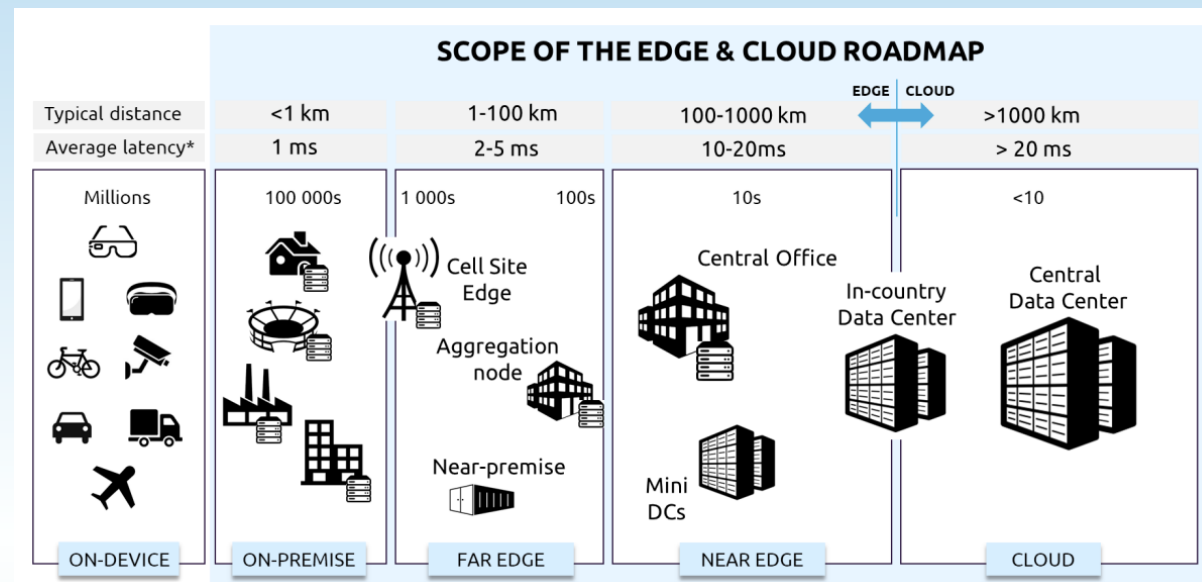 SCOPE OF THE EDGE & CLOUD ROADMAP
EDGE CLOUD
Typical distance <1 km 1-100 km 100-1000 km >1000 km
Average latency* 1 ms 2-5 ms 10-20ms > 20 ms
Millions 100 000s 1 000s 100s 10s <10
Cell Site
Edge
Aggregation
node
Near-premise
Central Office
Mini
DCs
In-country
Data Center
Central
Data Center
ON-DEVICE ON-PREMISE FAR EDGE NEAR EDGE CLOUD